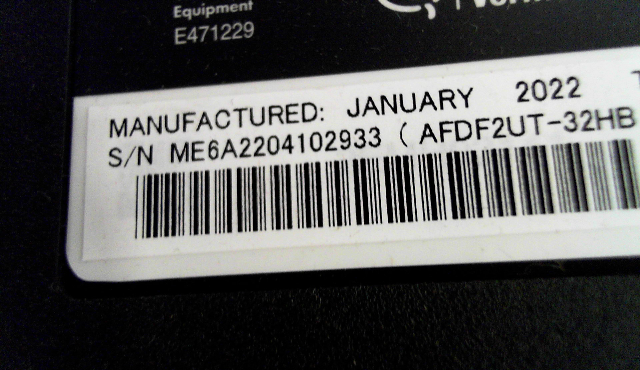 Equipment
E471229
MANUFACTURED: JANUARY 2022
S/N ME6A2204102933 ( AFDF2UT-32HB